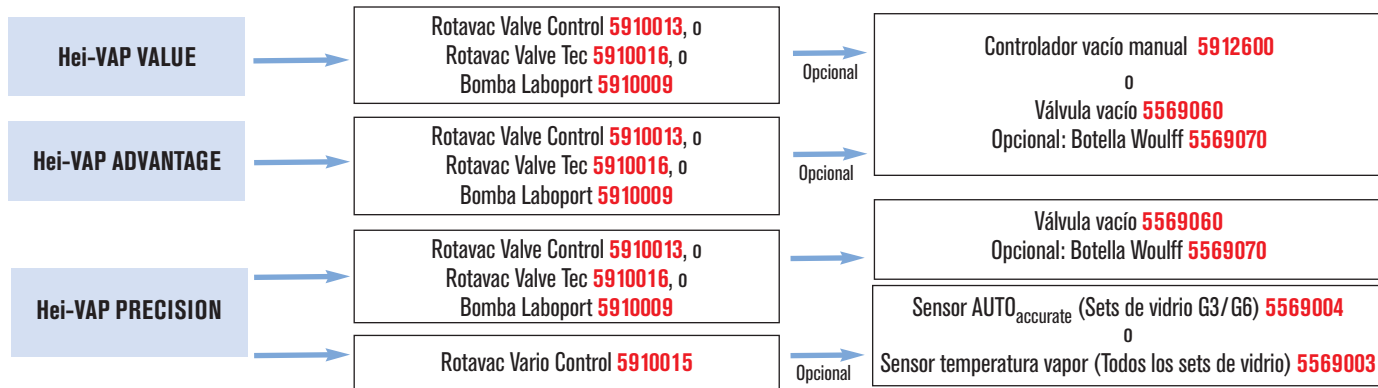 Hei-VAP VALUE
Rotavac Valve Control 5910013, o
Rotavac Valve Tec 5910016, o
Bomba Laboport 5910009
Opcional
Controlador vacío manual 5912600
o
Válvula vacío 5569060
Opcional: Botella Woulff 5569070
Hei-VAP ADVANTAGE
Rotavac Valve Control 5910013, o
Rotavac Valve Tec 5910016, o
Bomba Laboport 5910009
Opcional
Hei-VAP PRECISION
Rotavac Valve Control 5910013, o
Rotavac Valve Tec 5910016, o
Bomba Laboport 5910009
Válvula vacío 5569060
Opcional: Botella Woulff 5569070
Rotavac Vario Control 5910015
Opcional
Sensor AUTOaccurate (Sets de vidrio G3/G6) 5569004
o
Sensor temperatura vapor (Todos los sets de vidrio) 5569003